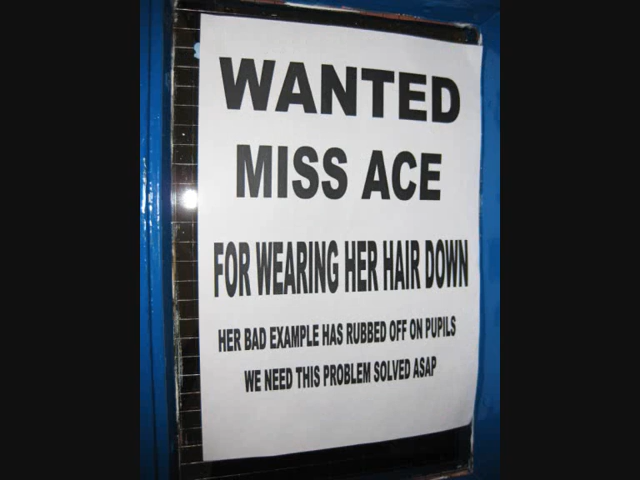 WANTED
MISS ACE
FOR WEARING HER HAIR DOWN
HER BAD EXAMPLE HAS RUBBED OFF ON PUPILS
WE NEED THIS PROBLEM SOLVED ASAP